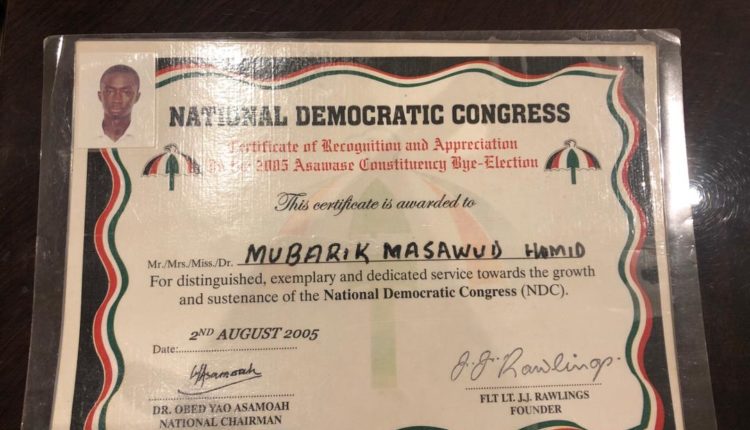 NATIONAL DEMOCRATIC CONGRESS
Certificate of Recognition and Appreciation
2005 Asawase Constituency Bye-Election
This certificate is awarded to
Mr./Mrs./Miss./Dr. MUBARIK MASAWUD HAMID
For distinguished, exemplary and dedicated service towards the growth
and sustenance of the National Democratic Congress (NDC).
Date: 2ND AUGUST 2005
Asamoah
J.J. Rawlings
DR. OBED YAO ASAMOAH
NATIONAL CHAIRMAN
FLT LT. J.J. RAWLINGS
FOUNDER